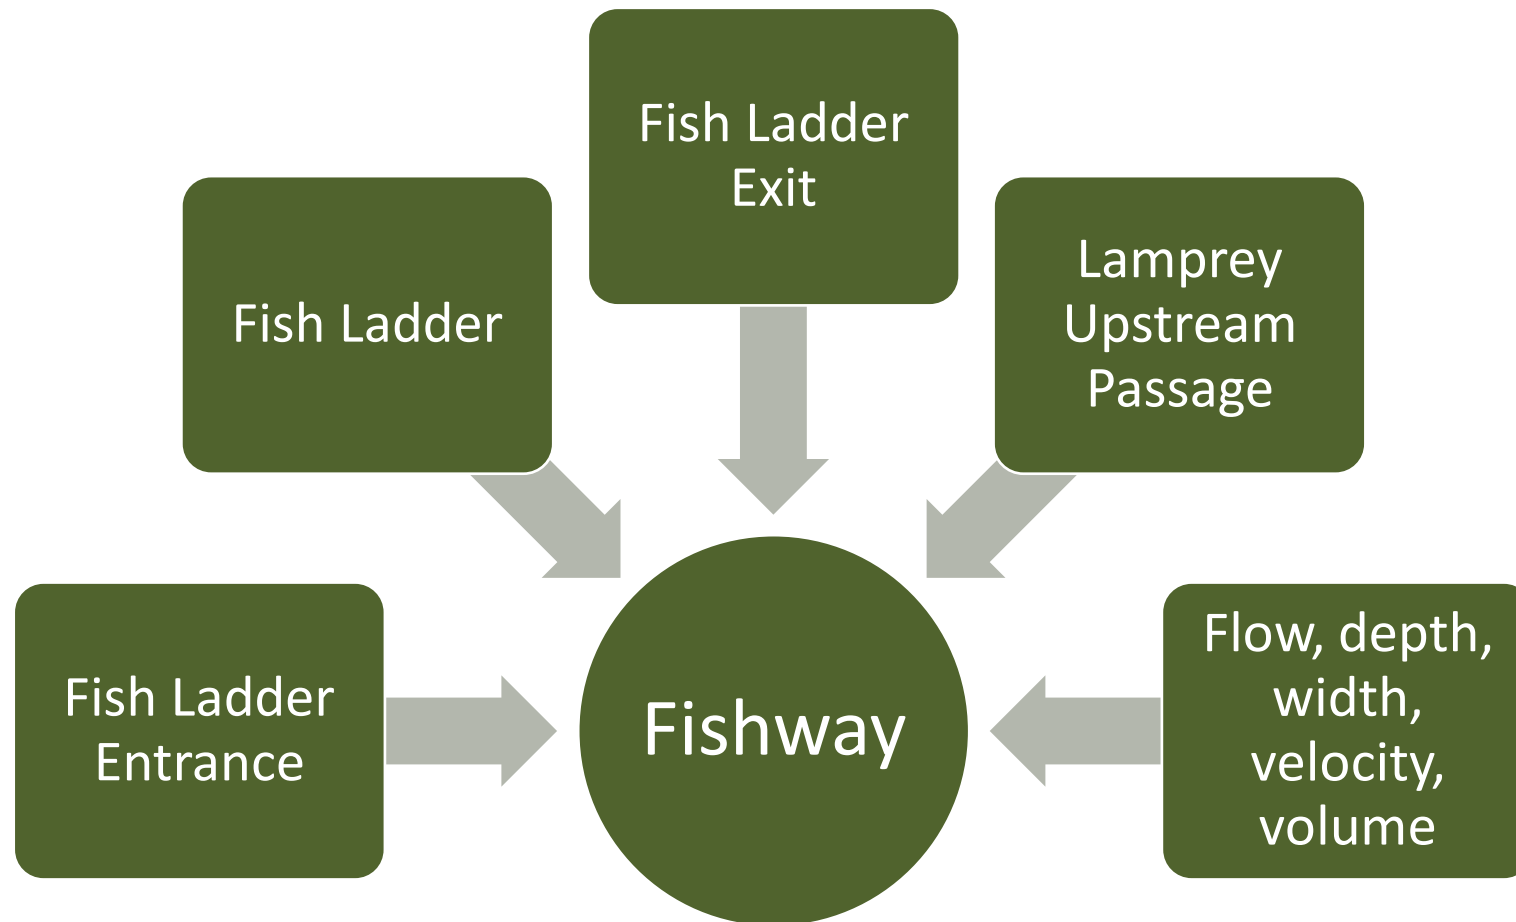 Fish Ladder
Exit
Fish Ladder
Lamprey
Upstream
Passage
Fish Ladder
Entrance
Fishway
Flow, depth,
width,
velocity,
volume